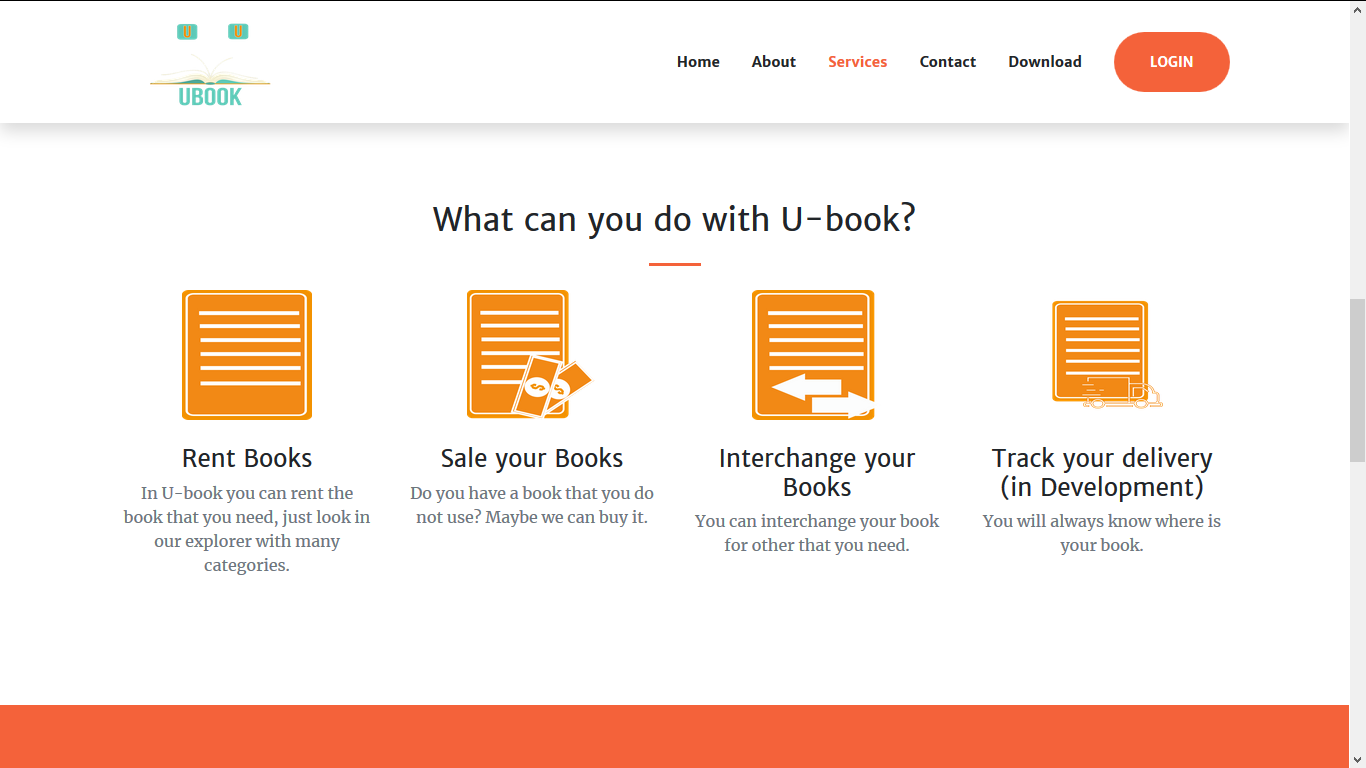 U U
UBOOK
Home About Services Contact Download LOGIN
What can you do with U-book?
Rent Books
In U-book you can rent the
book that you need, just look in
our explorer with many
categories.
Sale your Books
Do you have a book that you do
not use? Maybe we can buy it.
Interchange your
Books
You can interchange your book
for other that you need.
Track your delivery
(in Development)
You will always know where is
your book.